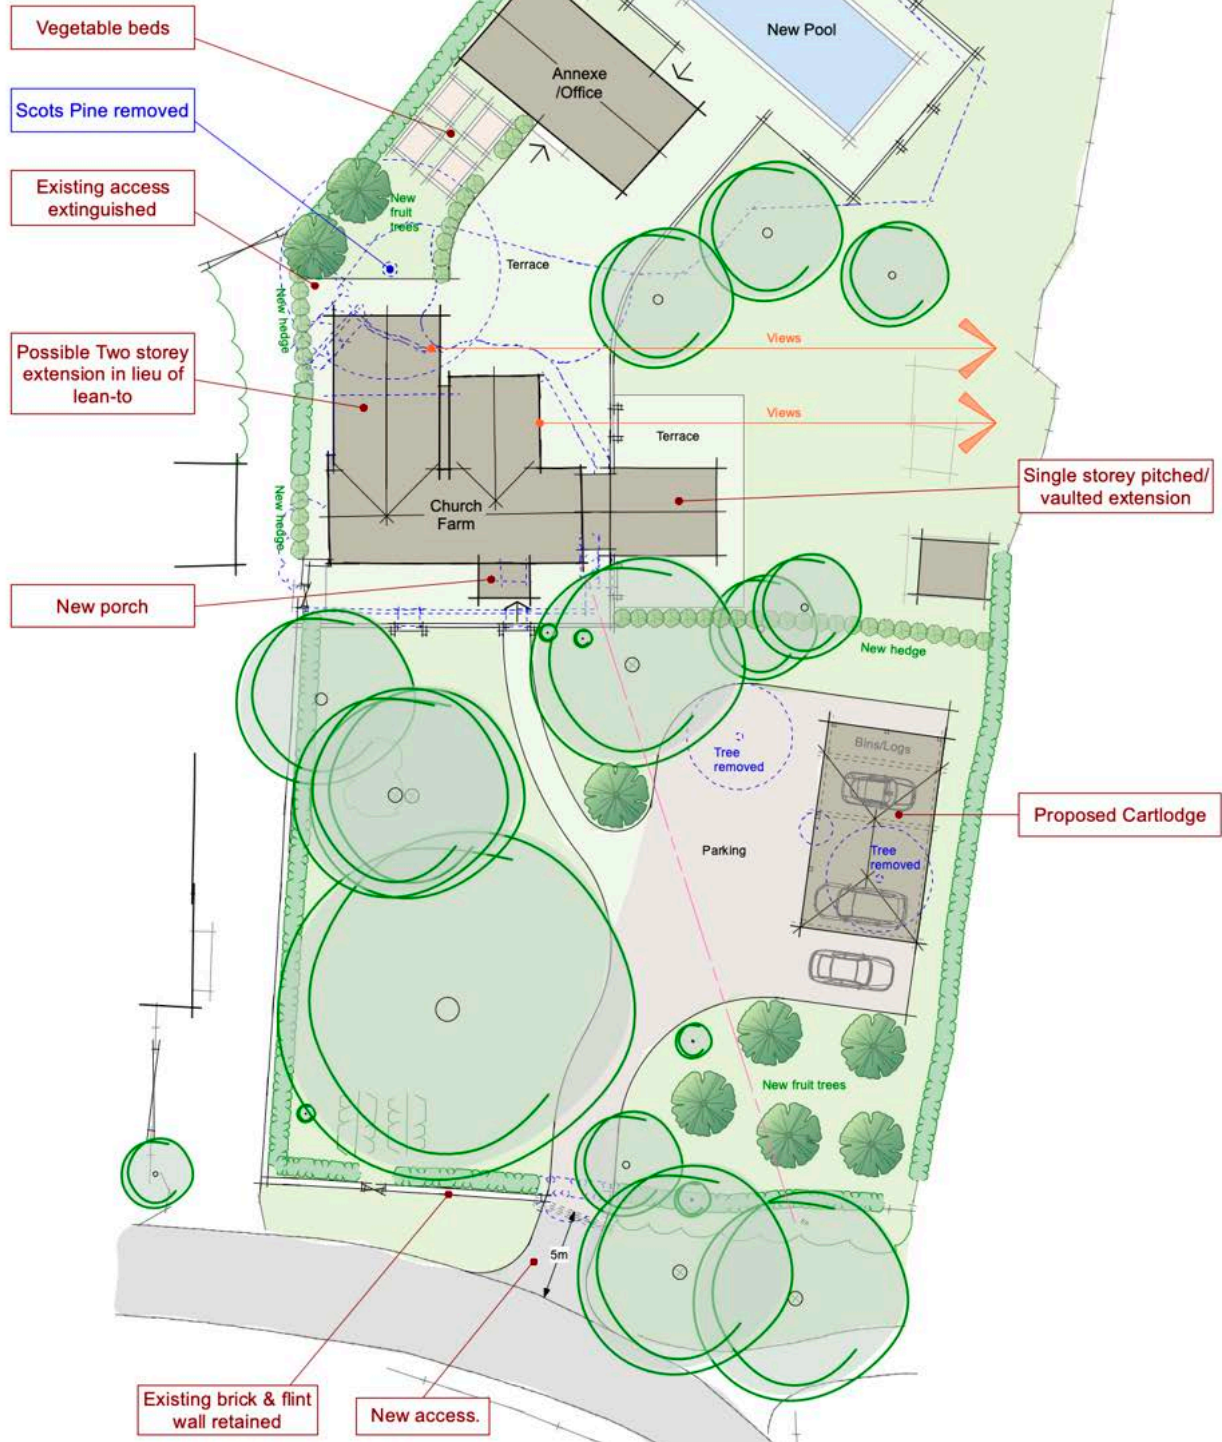 Vegetable beds
New Pool
Annexe
/Office
Scots Pine removed
Existing access
extinguished
New
fruit
trees
Terrace
New hedge
Views
Possible Two storey
extension in lieu of
lean-to
Views
Terrace
Single storey pitched/
vaulted extension
Church
Farm
New hedge
New porch
New hedge
Tree
removed
Bins/Logs
Proposed Cartlodge
Parking
Tree
removed
New fruit trees
5m
Existing brick & flint
wall retained
New access.